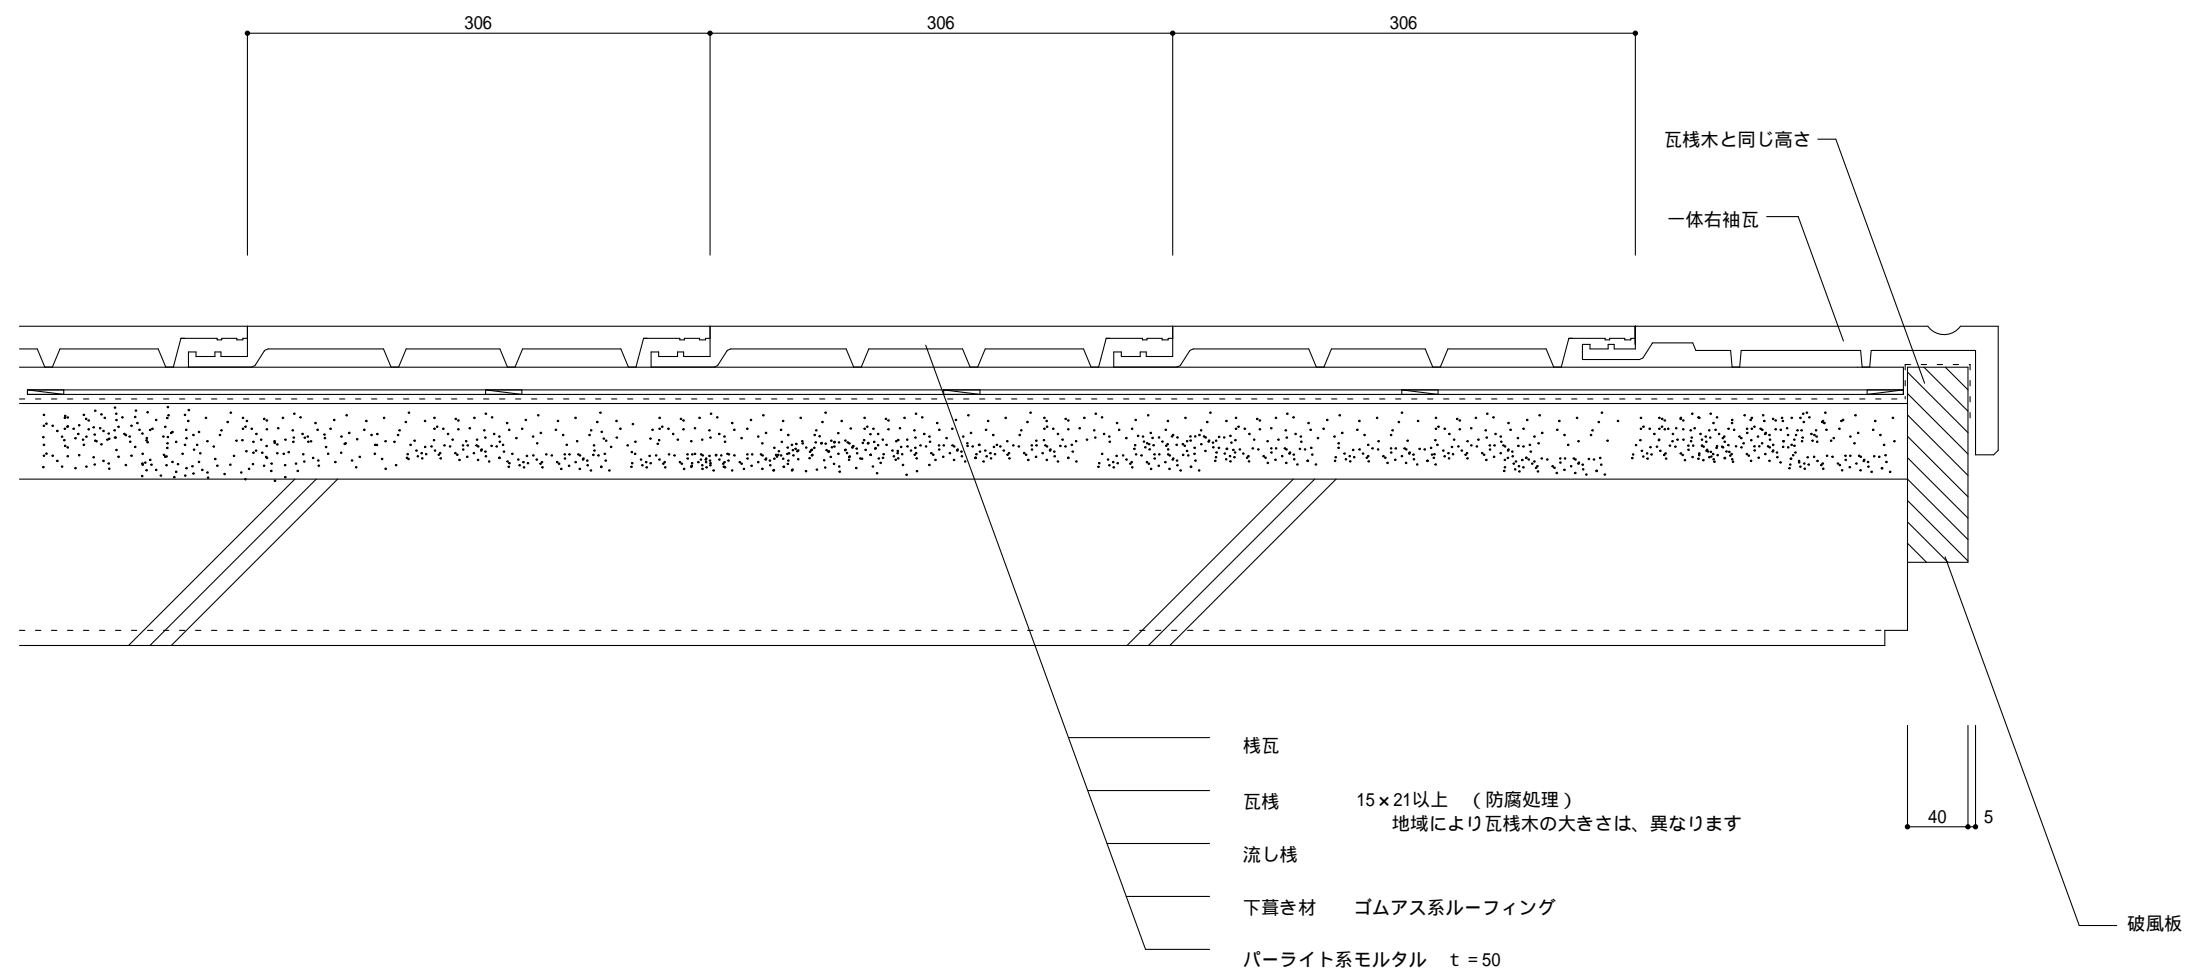 306
306
306
瓦桟木と同じ高さ
一体右袖瓦
桟瓦
瓦桟 15×21以上 (防腐処理)
地域により瓦桟木の大きさは、異なります
40
5
流し桟
下葺き材 ゴムアス系ルーフィング
破風板
パーライト系モルタル t=50